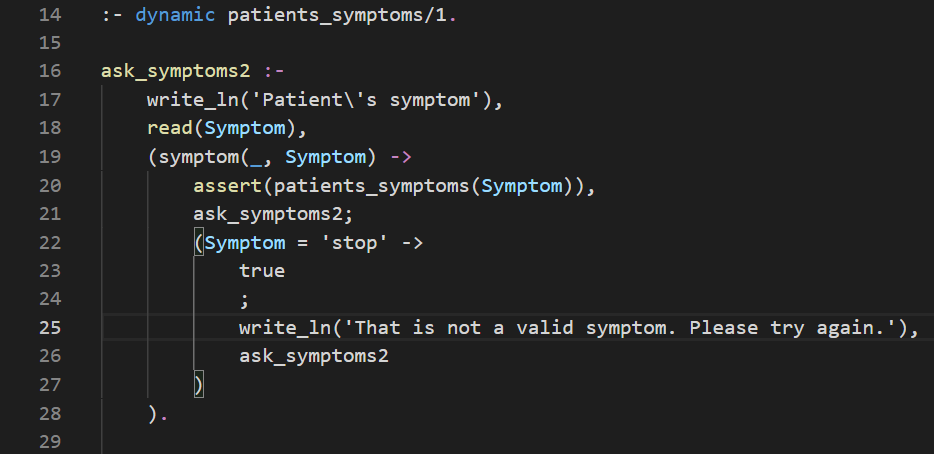 14 :- dynamic patients_symptoms/1.
15
16 ask_symptoms2 :-
17     write_ln('Patient\'s symptom'),
18     read(Symptom),
19     (symptom(_, Symptom) ->
20         assert(patients_symptoms(Symptom)),
21         ask_symptoms2;
22         (Symptom = 'stop' ->
23             true
24             ;
25             write_ln('That is not a valid symptom. Please try again.'),
26             ask_symptoms2
27         )
28     ).
29